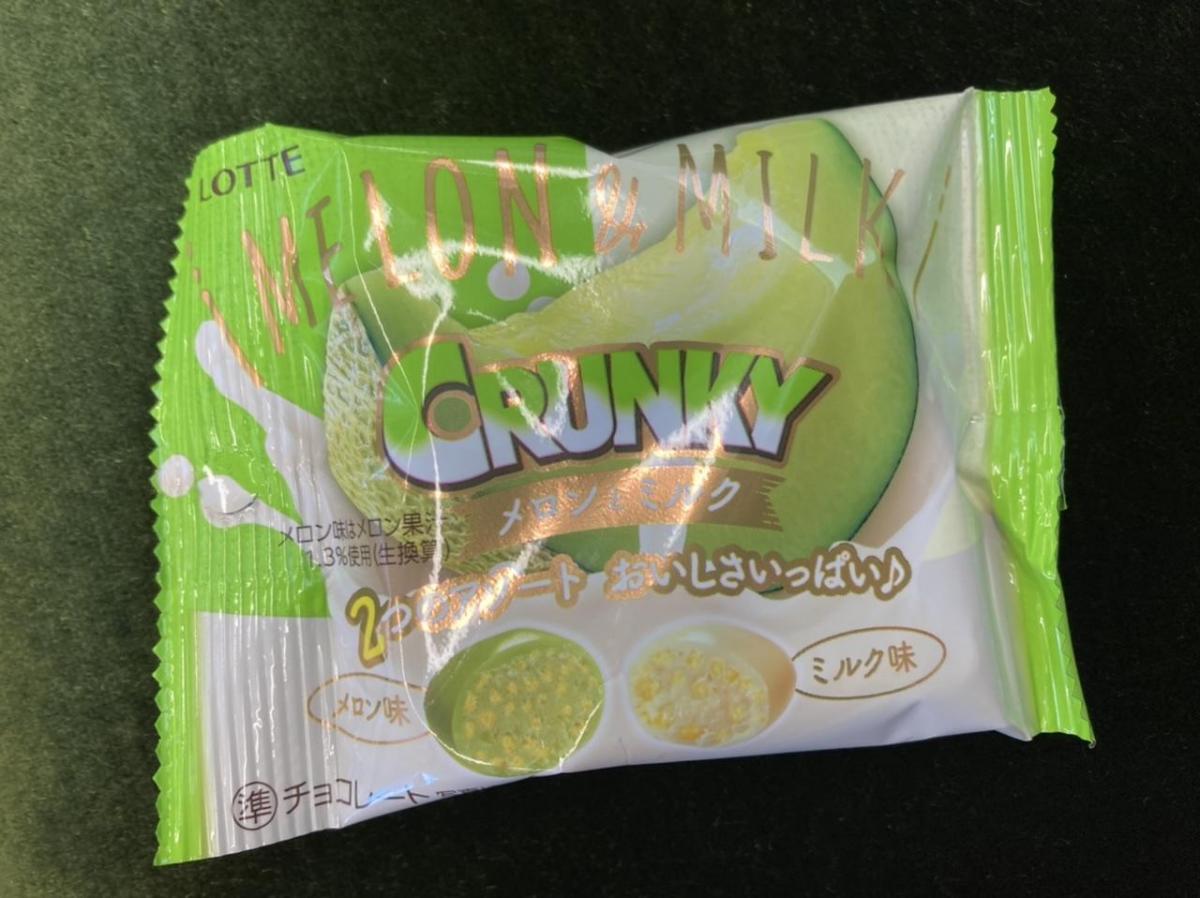 LOTTE
MELON & MILK
CRUNKY
メロン&ミルク
メロン味はメロン果汁
1.3%使用(生換算)
2つのアソート おいしさいっぱい♪
メロン味
ミルク味
準チョコレート